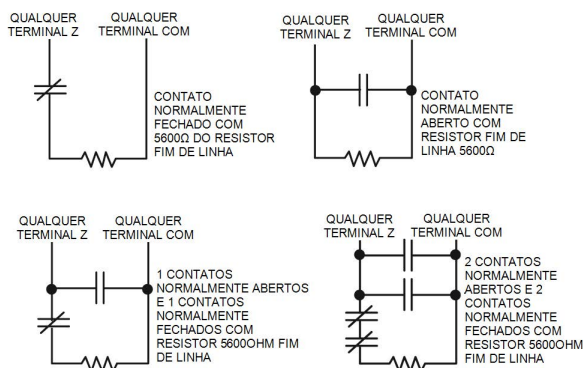 QUALQUER
TERMINAL Z
QUALQUER
TERMINAL COM
CONTATO
NORMALMENTE
FECHADO COM
5600Ω DO RESISTOR
FIM DE LINHA
QUALQUER
TERMINAL Z
QUALQUER
TERMINAL COM
CONTATO
NORMALMENTE
ABERTO COM
RESISTOR FIM DE
LINHA 5600Ω
QUALQUER
TERMINAL Z
QUALQUER
TERMINAL COM
1 CONTATOS
NORMALMENTE ABERTOS
E 1 CONTATOS
NORMALMENTE
FECHADOS COM
RESISTOR 5600OHM FIM
DE LINHA
QUALQUER
TERMINAL Z
QUALQUER
TERMINAL COM
2 CONTATOS
NORMALMENTE
ABERTOS E 2
CONTATOS
NORMALMENTE
FECHADOS COM
RESISTOR 5600OHM
FIM DE LINHA